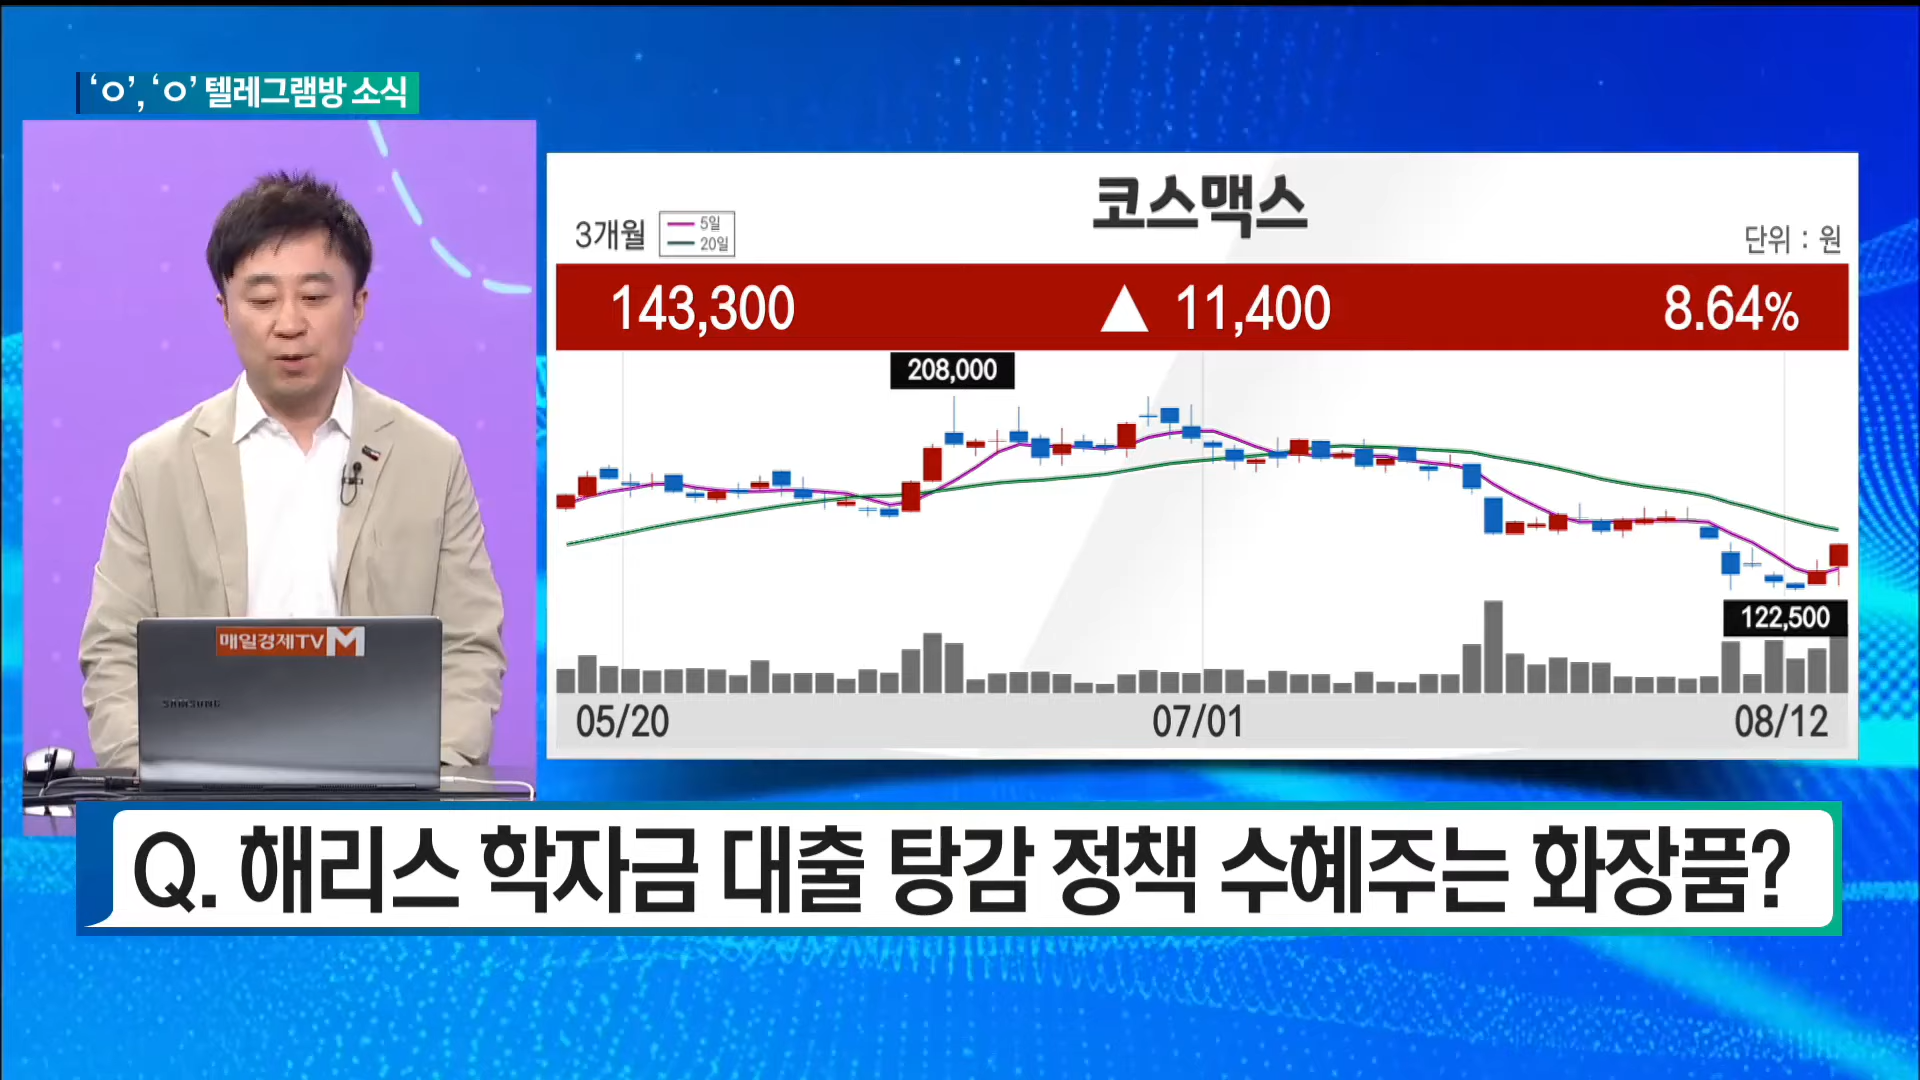 ‘ㅇ’, ‘ㅇ’ 텔레그램방 소식
코스맥스
3개월
5일
20일
단위 : 원
143,300 ▲ 11,400 8.64%
208,000
122,500
05/20 07/01 08/12
매일경제TV M
SAMSUNG
Q. 해리스 학자금 대출 탕감 정책 수혜주는 화장품?